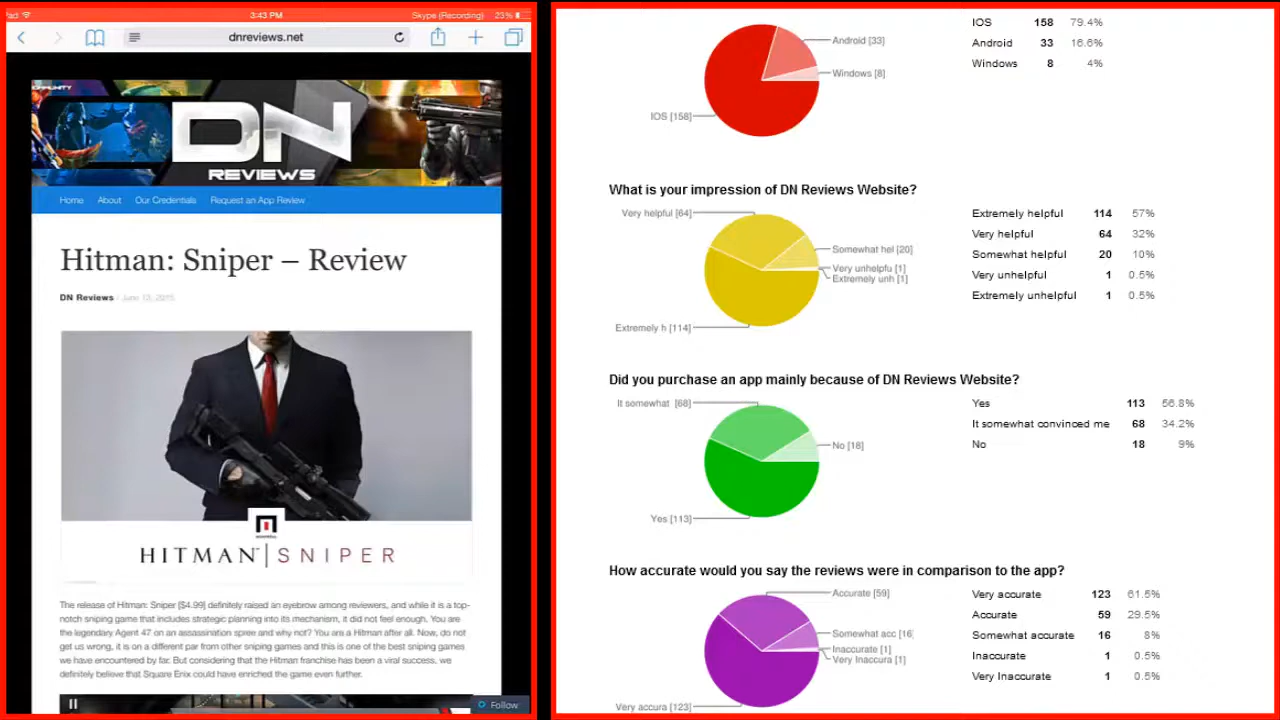 Pad 3:43 PM Skype (Recording) 23%
dnreviews.net
DN
REVIEWS
Home About Our Credentials Request an App Review
Hitman: Sniper – Review
DN Reviews / June 13, 2015
HITMAN™ | SNIPER
The release of Hitman: Sniper [$4.99] definitely raised an eyebrow among reviewers, and while it is a top-
notch sniping game that includes strategic planning into its mechanism, it did not feel enough. You are
the legendary Agent 47 on an assassination spree and why not? You are a Hitman after all. Now, do not
get us wrong, it is on a different par from other sniping games and this is one of the best sniping games
we have encountered by far. But considering that the Hitman franchise has been a viral success, we
definitely believe that Square Enix could have enriched the game even further.
Follow
Android [33]
Windows [8]
IOS [158]
IOS 158 79.4%
Android 33 16.6%
Windows 8 4%
What is your impression of DN Reviews Website?
Very helpful [64]
Somewhat hel [20]
Very unhelpfu [1]
Extremely unh [1]
Extremely h [114]
Extremely helpful 114 57%
Very helpful 64 32%
Somewhat helpful 20 10%
Very unhelpful 1 0.5%
Extremely unhelpful 1 0.5%
Did you purchase an app mainly because of DN Reviews Website?
It somewhat [68]
No [18]
Yes [113]
Yes 113 56.8%
It somewhat convinced me 68 34.2%
No 18 9%
How accurate would you say the reviews were in comparison to the app?
Accurate [59]
Somewhat acc [16]
Inaccurate [1]
Very Inaccura [1]
Very accura [123]
Very accurate 123 61.5%
Accurate 59 29.5%
Somewhat accurate 16 8%
Inaccurate 1 0.5%
Very Inaccurate 1 0.5%